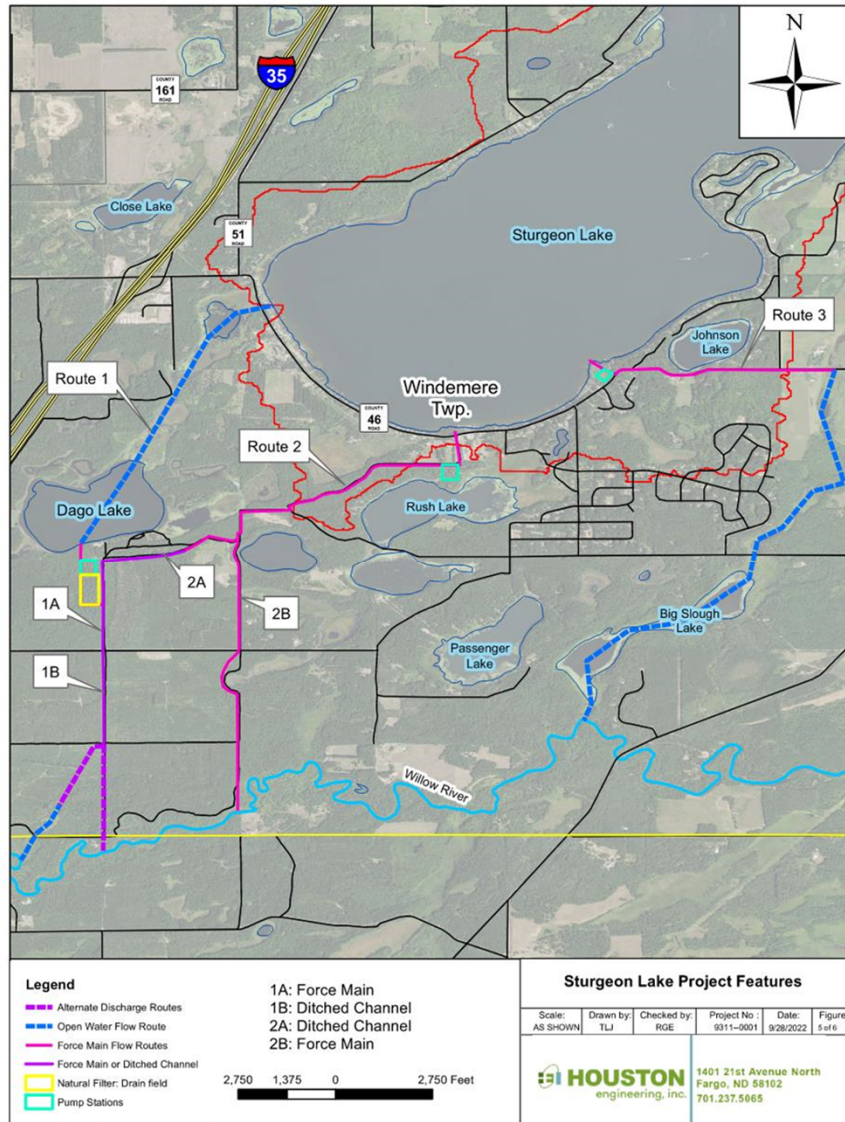 N
COUNTY
161
ROAD
35
Close Lake
COUNTY
51
ROAD
Sturgeon Lake
Route 3
Johnson
Lake
Route 1
Windemere
Twp.
COUNTY
46
ROAD
Route 2
Dago Lake
Rush Lake
2A
1A
2B
Big Slough
Lake
Passenger
Lake
1B
Willow River
Legend
Alternate Discharge Routes
Open Water Flow Route
Force Main Flow Routes
Force Main or Ditched Channel
Natural Filter: Drain field
Pump Stations
1A: Force Main
1B: Ditched Channel
2A: Ditched Channel
2B: Force Main
2,750 1,375 0 2,750 Feet
Sturgeon Lake Project Features
Scale: Drawn by: Checked by: Project No : Date: Figure
AS SHOWN TLJ RGE 9311–0001 9/28/2022 5 of 6
HOUSTON
engineering, inc.
1401 21st Avenue North
Fargo, ND 58102
701.237.5065